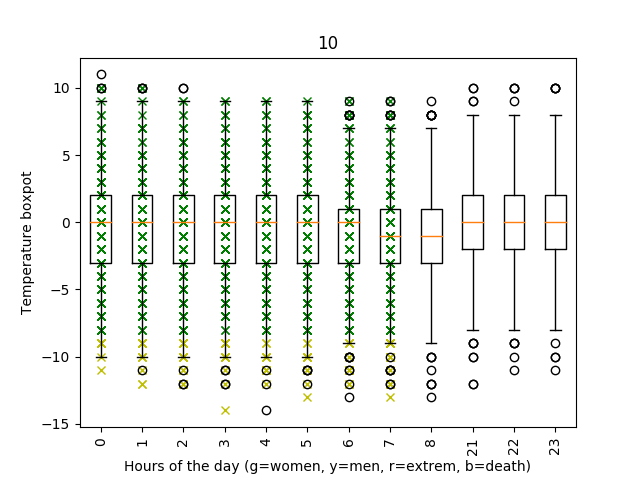 10
10
5
0
−5
−10
−15
Temperature boxpot
0 1 2 3 4 5 6 7 8 21 22 23
Hours of the day (g=women, y=men, r=extrem, b=death)